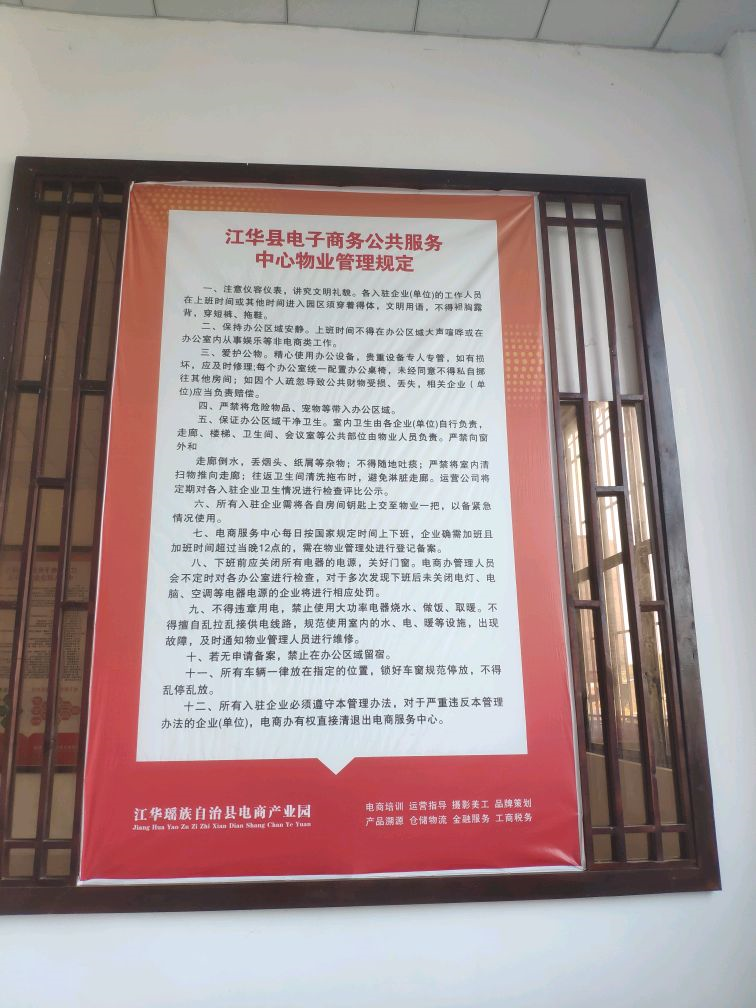 江华县电子商务公共服务
中心物业管理规定
一、注意仪容仪表，讲究文明礼貌。各入驻企业(单位)的工作人员
在上班时间或其他时间进入园区须穿着得体，文明用语，不得袒胸露
背，穿短裤、拖鞋。
二、保持办公区域安静。上班时间不得在办公区域大声喧哗或在
办公室内从事娱乐等非电商类工作。
三、爱护公物。精心使用办公设备，贵重设备专人专管，如有损
坏，应及时修理;每个办公室统一配置办公桌椅，未经同意不得私自挪
往其他房间；如因个人疏忽导致公共财物受损、丢失，相关企业（单
位)应当负责赔偿。
四、严禁将危险物品、宠物等带入办公区域。
五、保证办公区域干净卫生。室内卫生由各企业(单位)自行负责，
走廊、楼梯、卫生间、会议室等公共部位由物业人员负责。严禁向窗
外和
走廊倒水，丢烟头、纸屑等杂物；不得随地吐痰；严禁将室内清
扫物推向走廊；往返卫生间清洗拖布时，避免淋脏走廊。运营公司将
定期对各入驻企业卫生情况进行检查评比公示。
六、所有入驻企业需将各自房间钥匙上交至物业一把，以备紧急
情况使用。
七、电商服务中心每日按国家规定时间上下班，企业确需加班且
加班时间超过当晚12点的，需在物业管理处进行登记备案。
八、下班前应关闭所有电器的电源，关好门窗。电商办管理人员
会不定时对各办公室进行检查，对于多次发现下班后未关闭电灯、电
脑、空调等电器电源的企业将进行相应处罚。
九、不得违章用电，禁止使用大功率电器烧水、做饭、取暖。不
得擅自乱拉乱接供电线路，规范使用室内的水、电、暖等设施，出现
故障，及时通知物业管理人员进行维修。
十、若无申请备案，禁止在办公区域留宿。
十一、所有车辆一律放在指定的位置，锁好车窗规范停放，不得
乱停乱放。
十二、所有入驻企业必须遵守本管理办法，对于严重违反本管理
办法的企业(单位)，电商办有权直接清退出电商服务中心。
江华瑶族自治县电商产业园
Jiang Hua Yao Zu Zi Zhi Xian Dian Shang Chan Ye Yuan
电商培训 运营指导 摄影美工 品牌策划
产品溯源 仓储物流 金融服务 工商税务